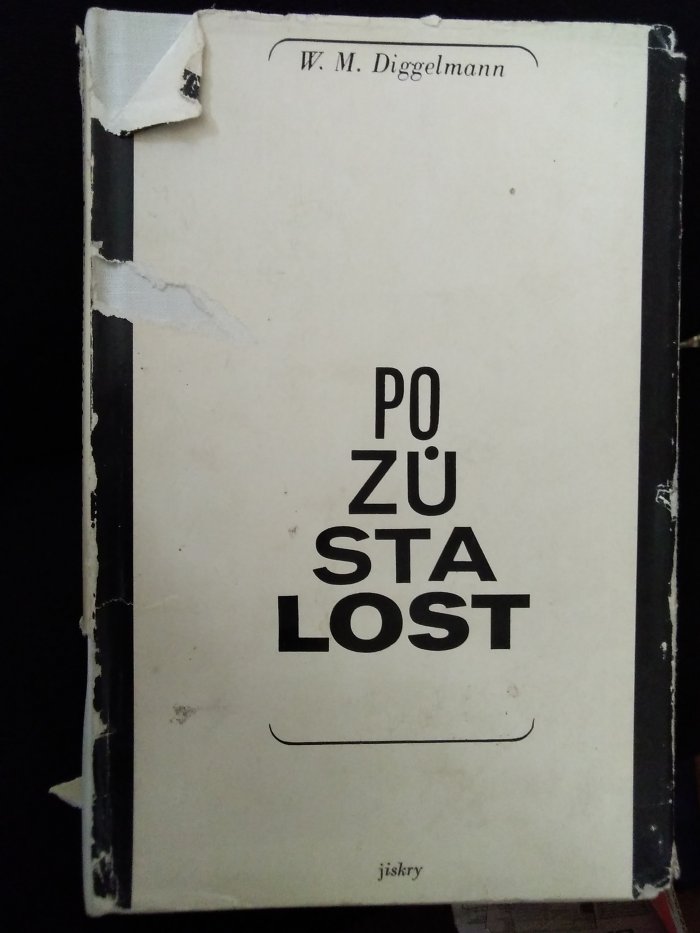 W. M. Diggelmann
PO
ZŮ
STA
LOST
jiskry